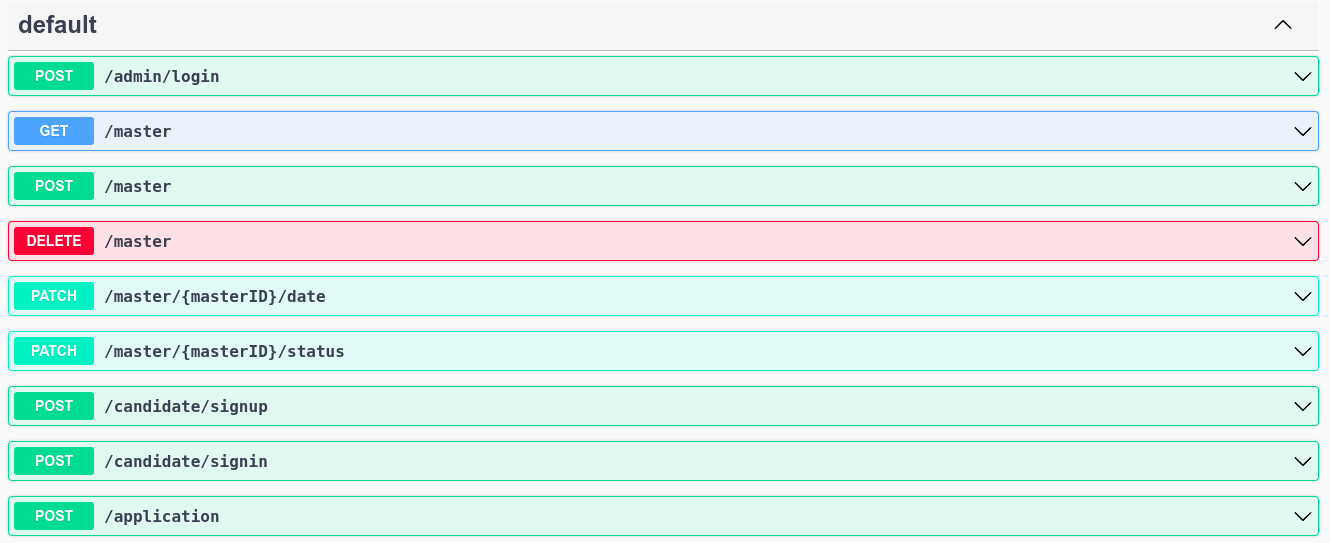 default
POST /admin/login
GET /master
POST /master
DELETE /master
PATCH /master/{masterID}/date
PATCH /master/{masterID}/status
POST /candidate/signup
POST /candidate/signin
POST /application